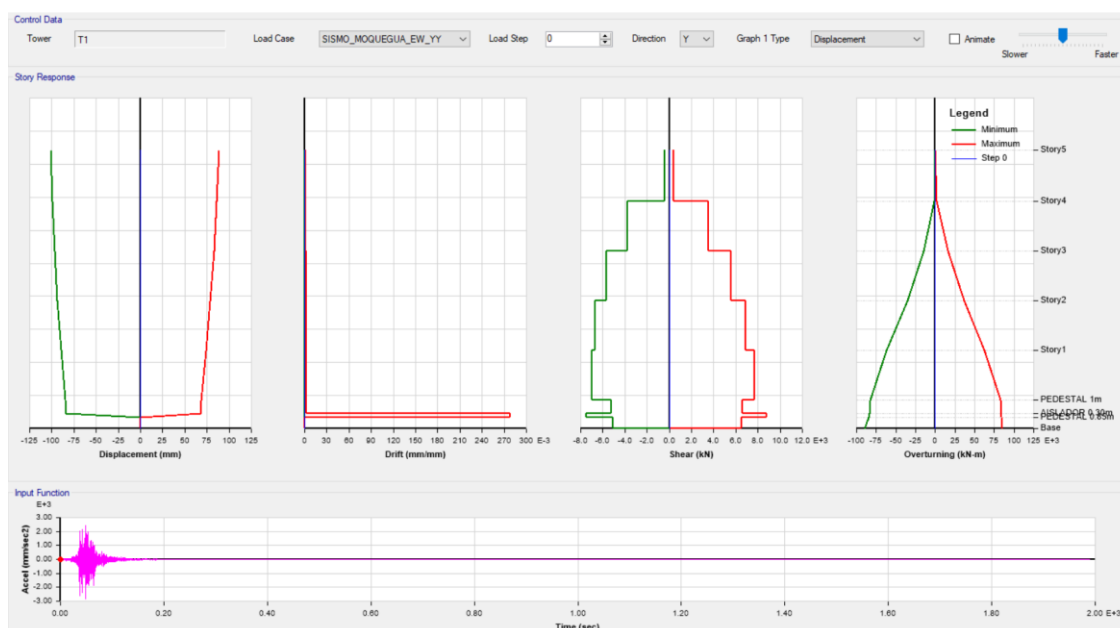 Control Data
Tower T1 Load Case SISMO_MOQUEGUA_EW_YY Load Step 0 Direction Y Graph 1 Type Displacement Animate
Slower Faster
Story Response
Legend
Minimum
Maximum
Step 0
Story5
Story4
Story3
Story2
Story1
PEDESTAL 1m
AISLADOR 0.30m
PEDESTAL 0.85m
Base
-125 -100 -75 -50 -25 0 25 50 75 100 125
Displacement (mm)
0 30 60 90 120 150 180 210 240 270 300 E-3
Drift (mm/mm)
-8.0 -6.0 -4.0 -2.0 0.0 2.0 4.0 6.0 8.0 10.0 12.0 E+3
Shear (kN)
-100 -75 -50 -25 0 25 50 75 100 125 E+3
Overturning (kN-m)
Input Function
E+3
3.00
2.00
1.00
0.00
-1.00
-2.00
-3.00
Accel (mm/sec2)
0.00 0.20 0.40 0.60 0.80 1.00 1.20 1.40 1.60 1.80 2.00 E+3
Time (sec)